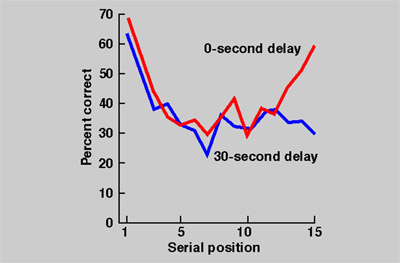 70
60
50
40
30
20
10
0
Percent correct
0-second delay
30-second delay
1 5 10 15
Serial position